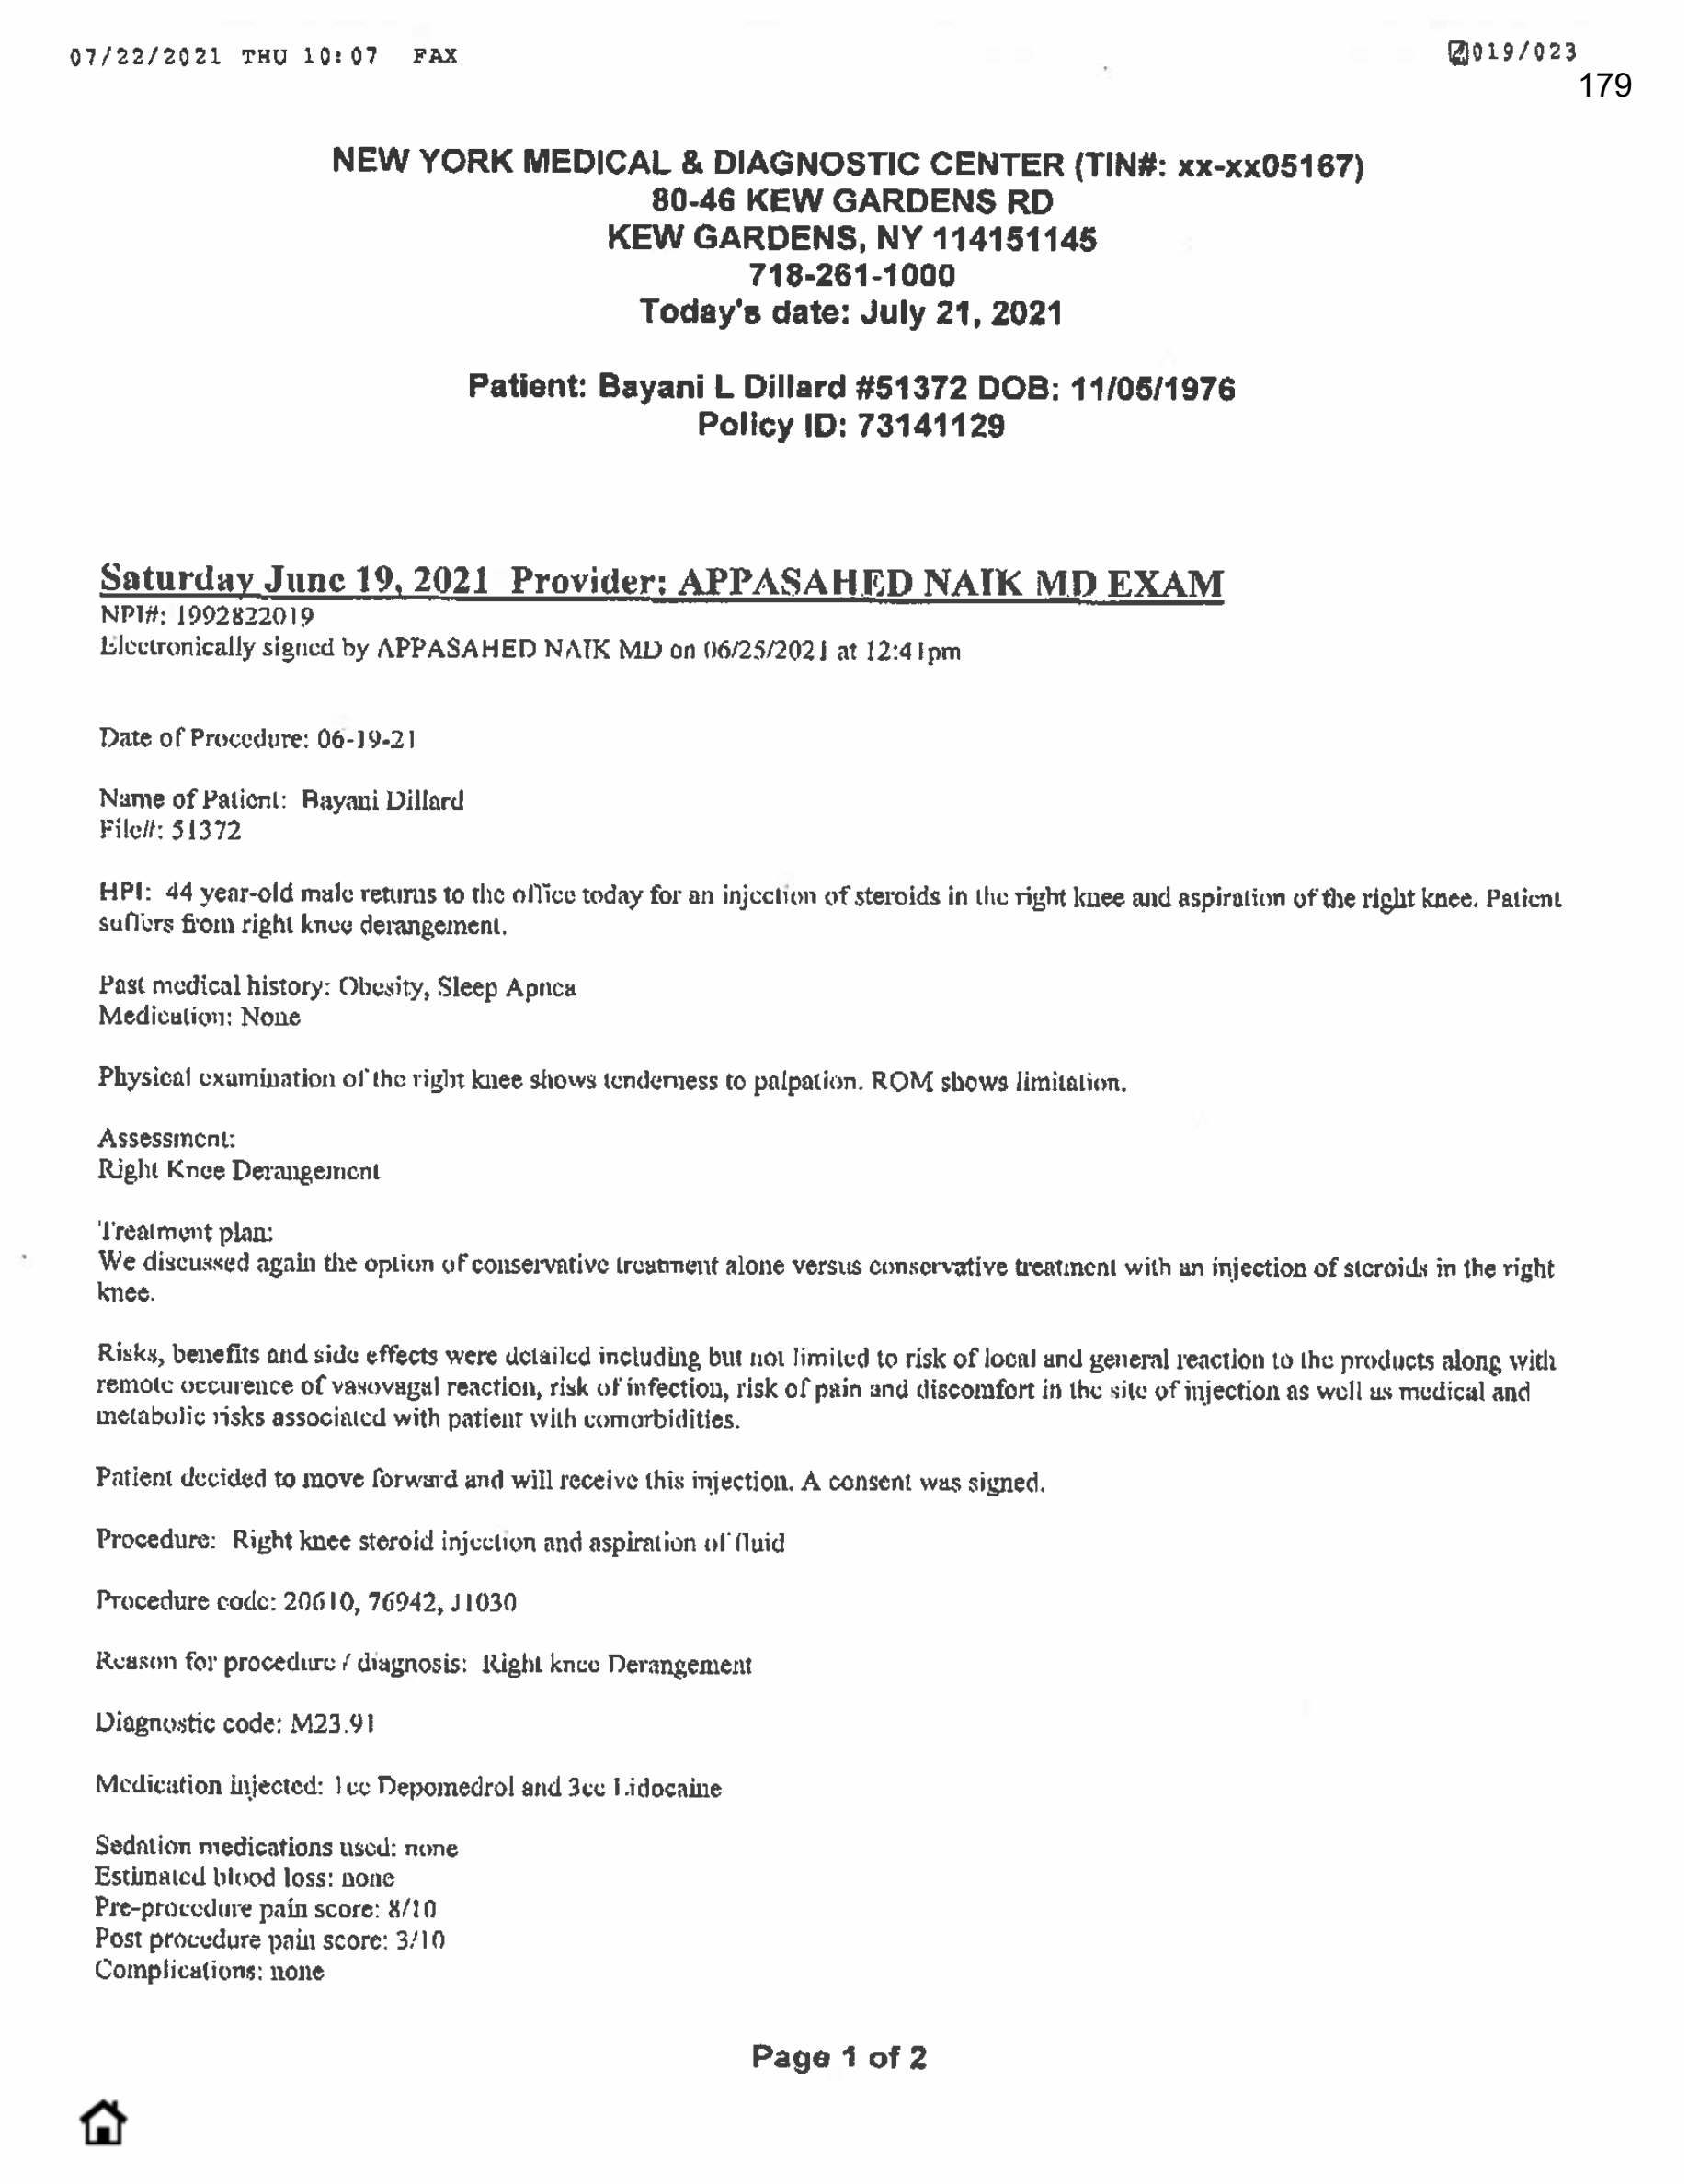 07/22/2021 THU 10:07 FAX
019/023
179
NEW YORK MEDICAL & DIAGNOSTIC CENTER (TIN#: xx-xx05167)
80-46 KEW GARDENS RD
KEW GARDENS, NY 114151145
718-261-1000
Today's date: July 21, 2021
Patient: Bayani L Dillard #51372 DOB: 11/05/1976
Policy ID: 73141129
Saturday June 19, 2021 Provider: APPASAHED NAIK MD EXAM
NPI#: 1992822019
Electronically signed by APPASAHED NAIK MD on 06/25/2021 at 12:41pm
Date of Procedure: 06-19-21
Name of Patient: Bayani Dillard
File#: 51372
HPI: 44 year-old male returns to the office today for an injection of steroids in the right knee and aspiration of the right knee. Patient
suffers from right knee derangement.
Past medical history: Obesity, Sleep Apnea
Medication: None
Physical examination of the right knee shows tenderness to palpation. ROM shows limitation.
Assessment:
Right Knee Derangement
Treatment plan:
We discussed again the option of conservative treatment alone versus conservative treatment with an injection of steroids in the right
knee.
Risks, benefits and side effects were detailed including but not limited to risk of local and general reaction to the products along with
remote occurence of vasovagal reaction, risk of infection, risk of pain and discomfort in the site of injection as well as medical and
metabolic risks associated with patient with comorbidities.
Patient decided to move forward and will receive this injection. A consent was signed.
Procedure: Right knee steroid injection and aspiration of fluid
Procedure code: 20610, 76942, J1030
Reason for procedure / diagnosis: Right knee Derangement
Diagnostic code: M23.91
Medication injected: 1cc Depomedrol and 3cc Lidocaine
Sedation medications used: none
Estimated blood loss: none
Pre-procedure pain score: 8/10
Post procedure pain score: 3/10
Complications: none
Page 1 of 2